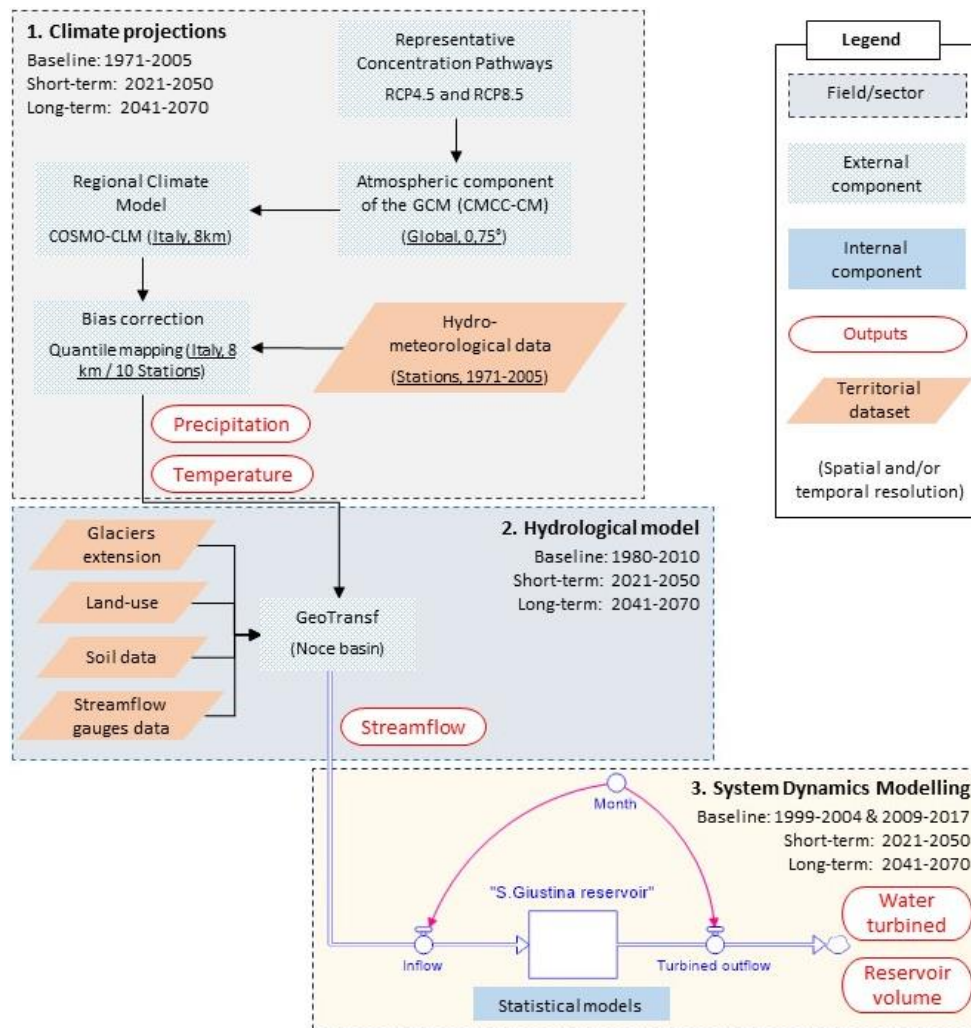 1. Climate projections
Baseline: 1971-2005
Short-term: 2021-2050
Long-term: 2041-2070
Representative
Concentration Pathways
RCP4.5 and RCP8.5
Regional Climate
Model
COSMO-CLM (Italy, 8km)
Atmospheric component
of the GCM (CMCC-CM)
(Global, 0,75°)
Bias correction
Quantile mapping (Italy, 8
km / 10 Stations)
Hydro-
meteorological data
(Stations, 1971-2005)
Precipitation
Temperature
Legend
Field/sector
External
component
Internal
component
Outputs
Territorial
dataset
(Spatial and/or
temporal resolution)
2. Hydrological model
Baseline: 1980-2010
Short-term: 2021-2050
Long-term: 2041-2070
Glaciers
extension
Land-use
Soil data
Streamflow
gauges data
GeoTransf
(Noce basin)
Streamflow
3. System Dynamics Modelling
Baseline: 1999-2004 & 2009-2017
Short-term: 2021-2050
Long-term: 2041-2070
Month
"S.Giustina reservoir"
Inflow
Turbined outflow
Statistical models
Water
turbined
Reservoir
volume